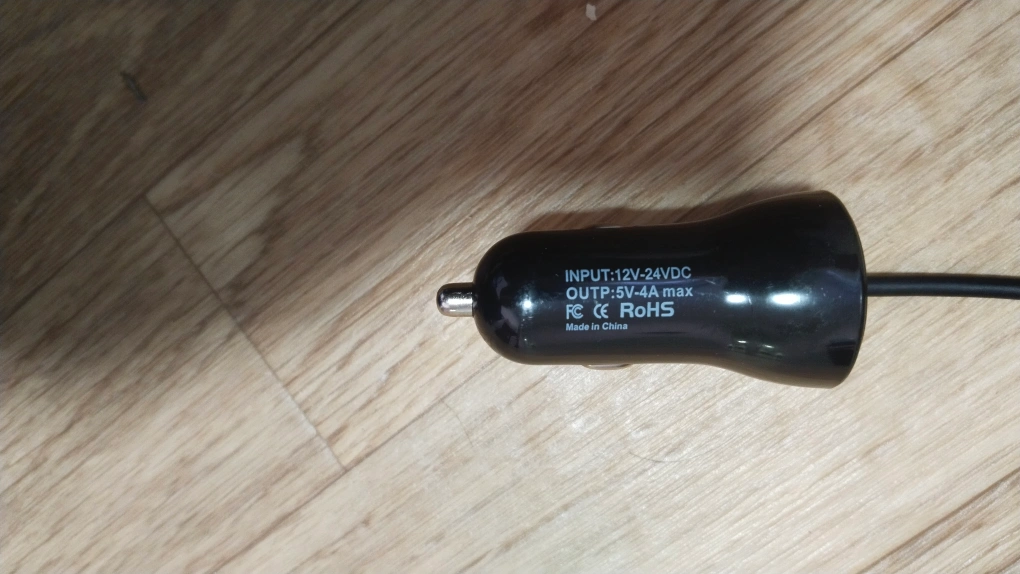 INPUT:12V-24VDC
OUTP:5V-4A max
FC CE RoHS
Made in China